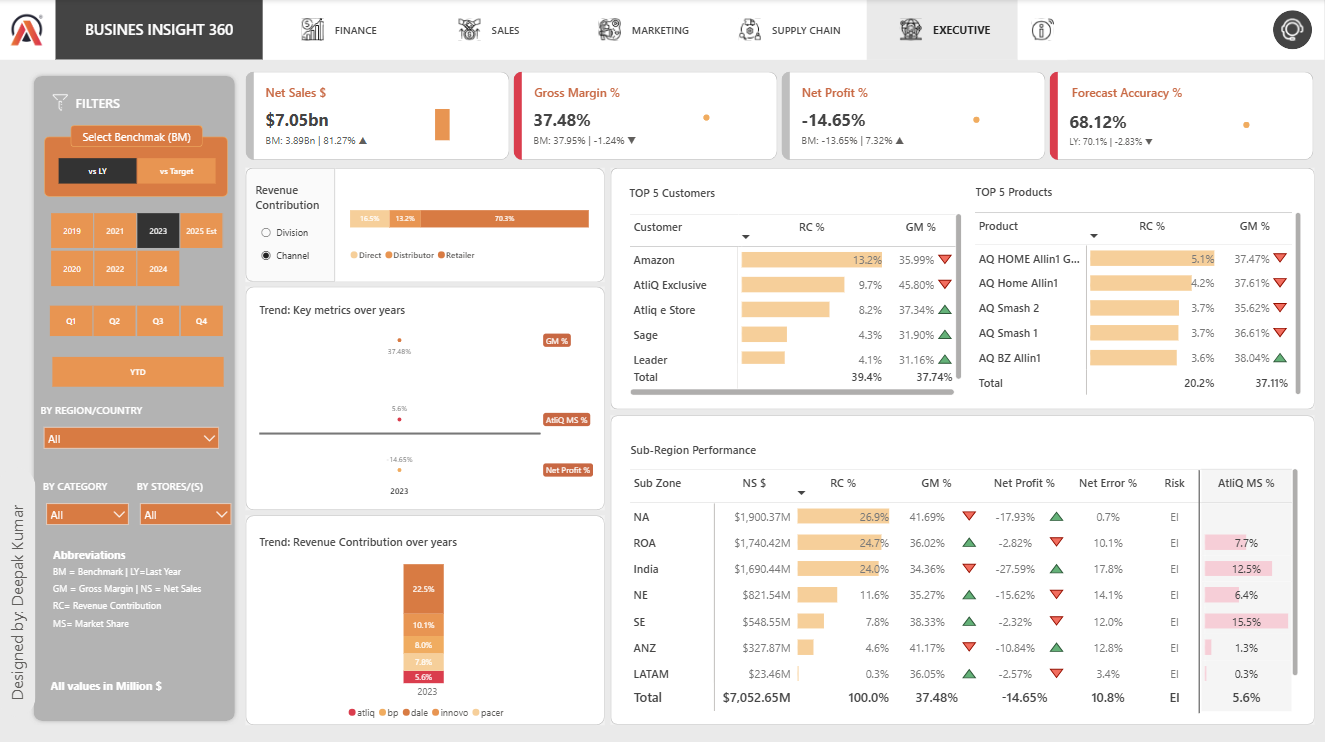 BUSINES INSIGHT 360
FINANCE
SALES
MARKETING
SUPPLY CHAIN
EXECUTIVE
FILTERS
Select Benchmak (BM)
vs LY
vs Target
2019 2021 2023 2025 Est
2020 2022 2024
Q1 Q2 Q3 Q4
YTD
BY REGION/COUNTRY
All
BY CATEGORY BY STORES/(S)
All All
Abbreviations
BM = Benchmark | LY=Last Year
GM = Gross Margin | NS = Net Sales
RC= Revenue Contribution
MS= Market Share
All values in Million $
Designed by: Deepak Kumar
Net Sales $
$7.05bn
BM: 3.89Bn | 81.27% ▲
Gross Margin %
37.48%
BM: 37.95% | -1.24% ▼
Net Profit %
-14.65%
BM: -13.65% | 7.32% ▲
Forecast Accuracy %
68.12%
LY: 70.1% | -2.83% ▼
Revenue
Contribution
Division
Channel
16.5% 13.2% 70.3%
Direct Distributor Retailer
Trend: Key metrics over years
GM %
37.48%
5.6%
AtliQ MS %
-14.65%
Net Profit %
2023
Trend: Revenue Contribution over years
22.5%
10.1%
8.0%
7.8%
5.6%
2023
atliq bp dale innovo pacer
TOP 5 Customers
Customer RC % GM %
Amazon 13.2% 35.99%
AtliQ Exclusive 9.7% 45.80%
Atliq e Store 8.2% 37.34%
Sage 4.3% 31.90%
Leader 4.1% 31.16%
Total 39.4% 37.74%
TOP 5 Products
Product RC % GM %
AQ HOME Allin1 G... 5.1% 37.47%
AQ Home Allin1 4.2% 37.61%
AQ Smash 2 3.7% 35.62%
AQ Smash 1 3.7% 36.61%
AQ BZ Allin1 3.6% 38.04%
Total 20.2% 37.11%
Sub-Region Performance
Sub Zone NS $ RC % GM % Net Profit % Net Error % Risk AtliQ MS %
NA $1,900.37M 26.9% 41.69% -17.93% 0.7% EI
ROA $1,740.42M 24.7% 36.02% -2.82% 10.1% EI 7.7%
India $1,690.44M 24.0% 34.36% -27.59% 17.8% EI 12.5%
NE $821.54M 11.6% 35.27% -15.62% 14.1% EI 6.4%
SE $548.55M 7.8% 38.33% -2.32% 12.0% EI 15.5%
ANZ $327.87M 4.6% 41.17% -10.84% 12.8% EI 1.3%
LATAM $23.46M 0.3% 36.05% -2.57% 3.4% EI 0.3%
Total $7,052.65M 100.0% 37.48% -14.65% 10.8% EI 5.6%